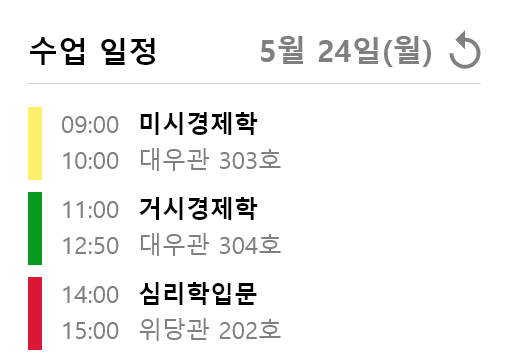 수업 일정 5월 24일(월)
09:00 미시경제학
10:00 대우관 303호
11:00 거시경제학
12:50 대우관 304호
14:00 심리학입문
15:00 위당관 202호